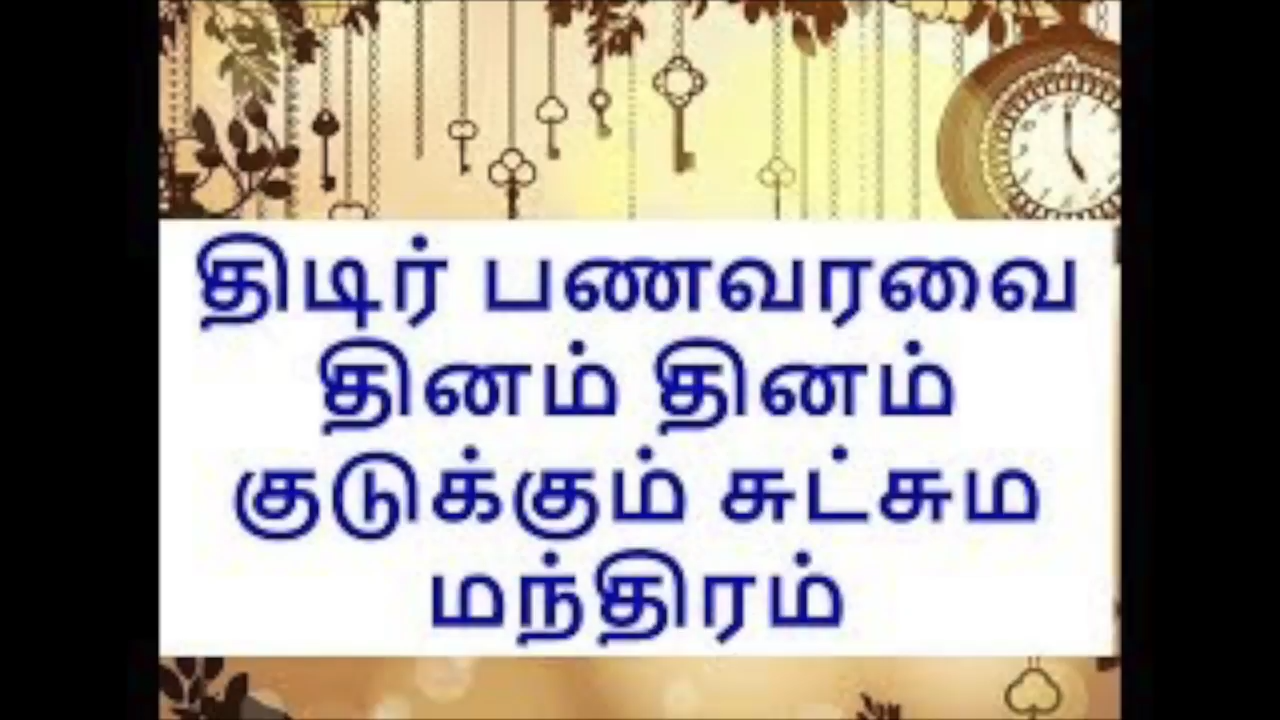 திடிர் பணவரவை
தினம் தினம்
குடுக்கும் சுட்சும
மந்திரம்